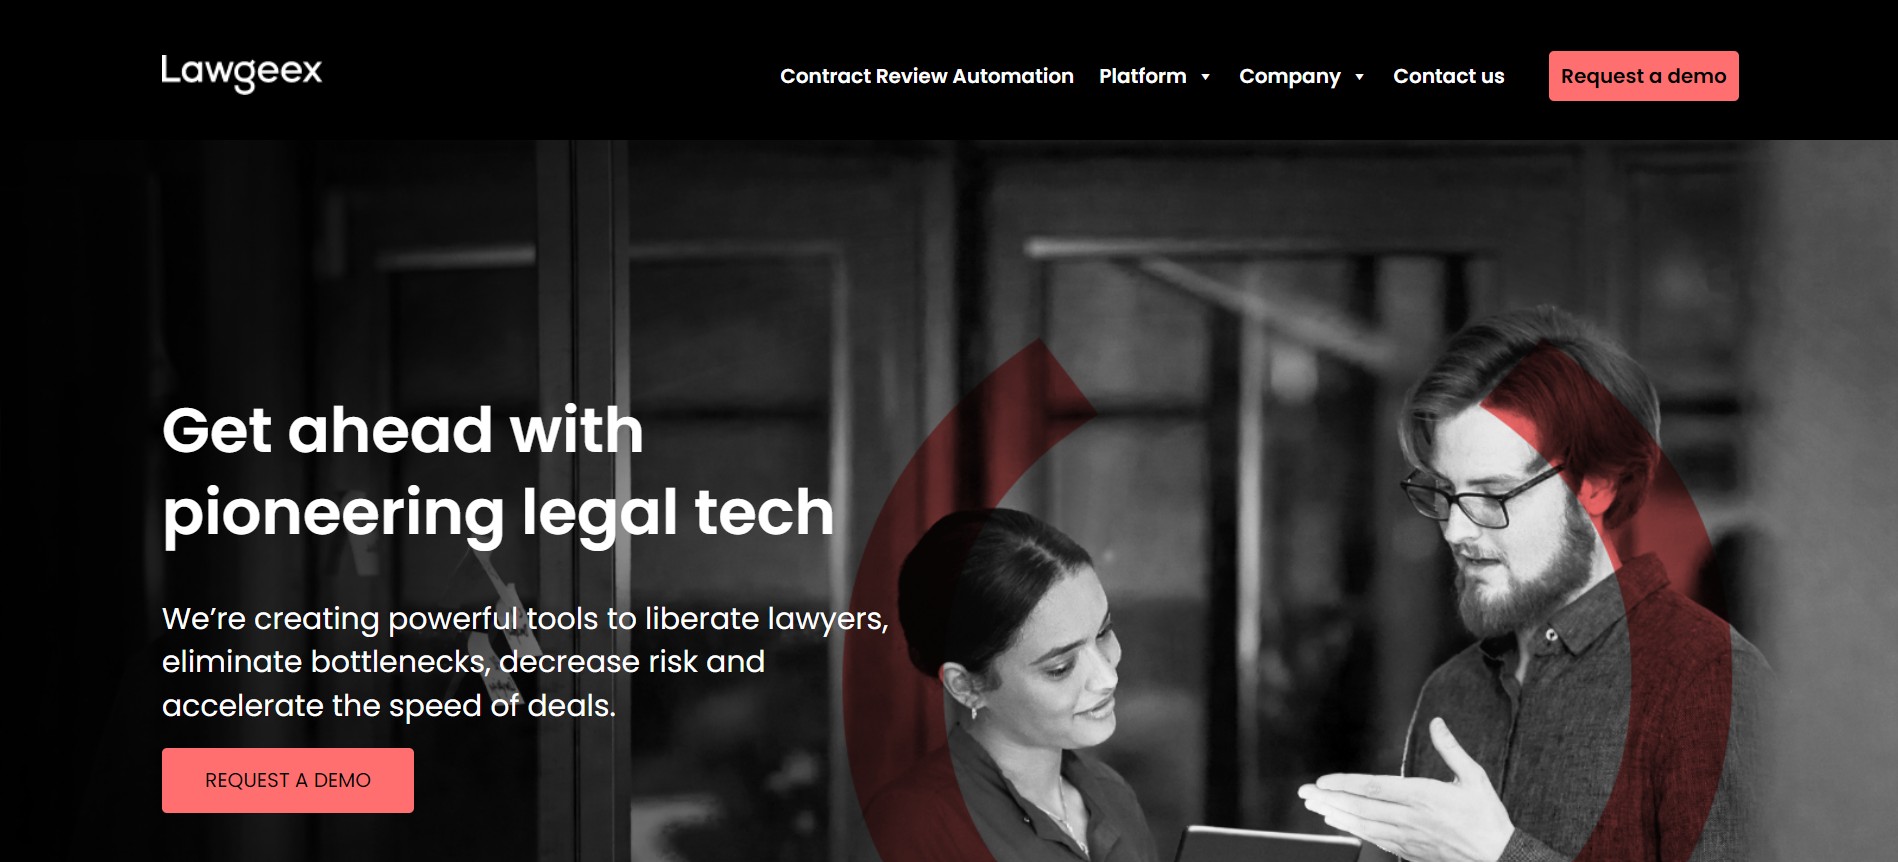 Lawgeex
Contract Review Automation
Platform
Company
Contact us
Request a demo
Get ahead with
pioneering legal tech
We’re creating powerful tools to liberate lawyers,
eliminate bottlenecks, decrease risk and
accelerate the speed of deals.
REQUEST A DEMO